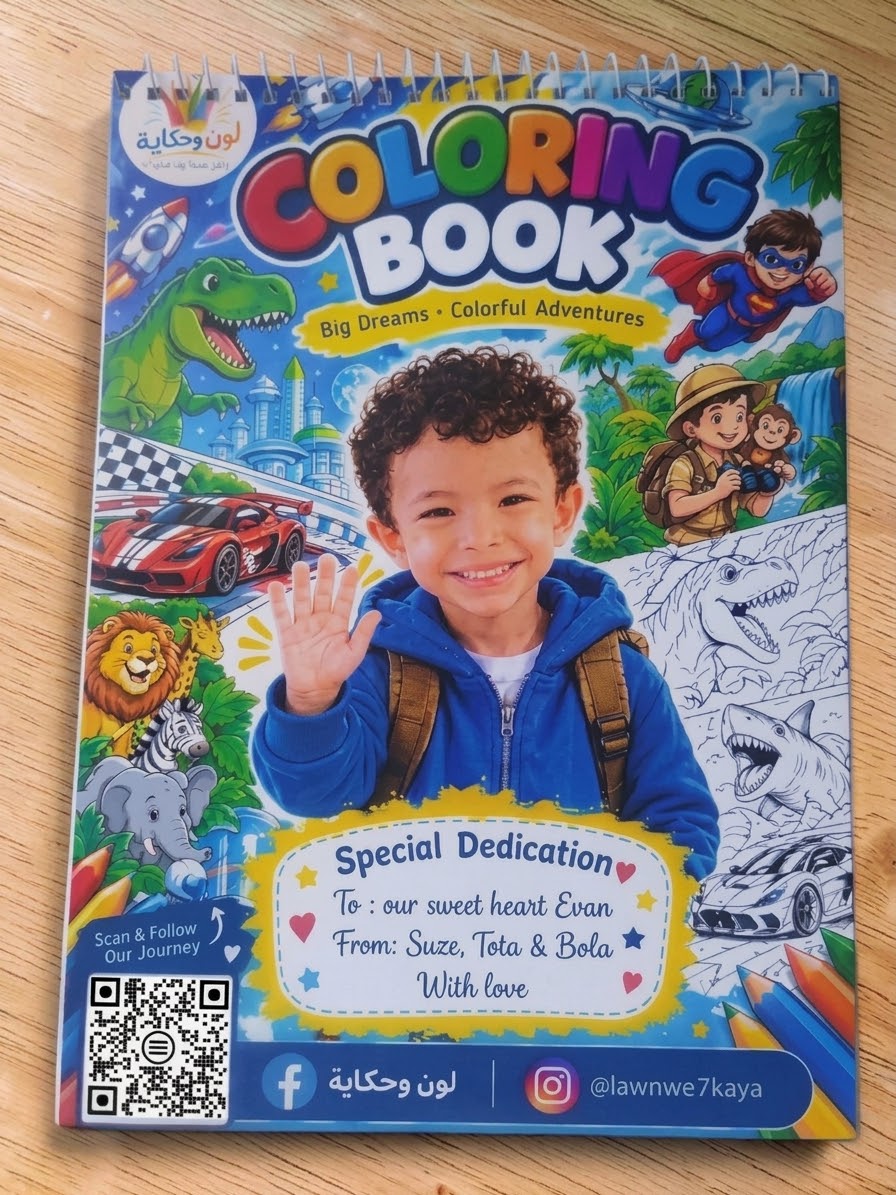 لون وحكاية
COLORING
BOOK
Big Dreams • Colorful Adventures
Special Dedication
To : our sweet heart Evan
From: Suze, Tota & Bola
With love
Scan & Follow
Our Journey
لون وحكاية
@lawnwe7kaya